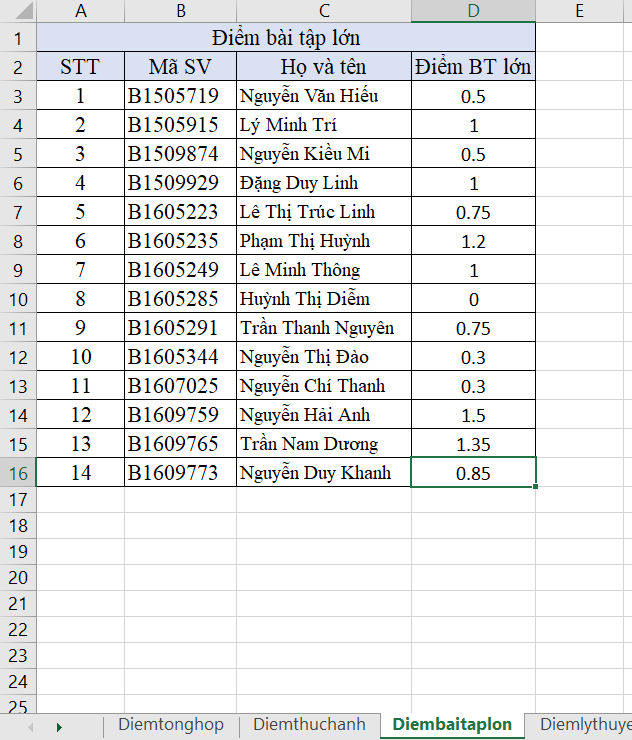 A B C D E
1 Điểm bài tập lớn
2 STT Mã SV Họ và tên Điểm BT lớn
3 1 B1505719 Nguyễn Văn Hiếu 0.5
4 2 B1505915 Lý Minh Trí 1
5 3 B1509874 Nguyễn Kiều Mi 0.5
6 4 B1509929 Đặng Duy Linh 1
7 5 B1605223 Lê Thị Trúc Linh 0.75
8 6 B1605235 Phạm Thị Huỳnh 1.2
9 7 B1605249 Lê Minh Thông 1
10 8 B1605285 Huỳnh Thị Diễm 0
11 9 B1605291 Trần Thanh Nguyên 0.75
12 10 B1605344 Nguyễn Thị Đào 0.3
13 11 B1607025 Nguyễn Chí Thanh 0.3
14 12 B1609759 Nguyễn Hải Anh 1.5
15 13 B1609765 Trần Nam Dương 1.35
16 14 B1609773 Nguyễn Duy Khanh 0.85
17
18
19
20
21
22
23
24
25
Diemtonghop Diemthuchanh Diembaitaplon Diemlythuye